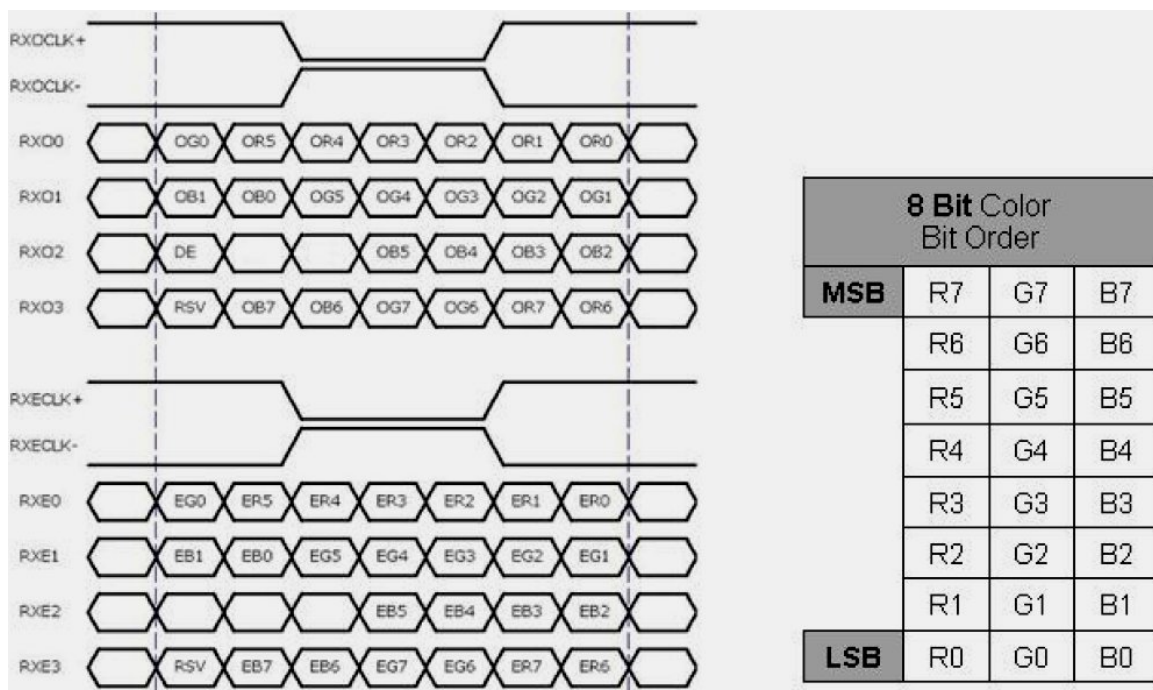 RXOCLK+
RXOCLK-
RXO0 OG0 OR5 OR4 OR3 OR2 OR1 OR0
RXO1 OB1 OB0 OG5 OG4 OG3 OG2 OG1
RXO2 DE OB5 OB4 OB3 OB2
RXO3 RSV OB7 OB6 OG7 OG6 OR7 OR6
RXECLK+
RXECLK-
RXE0 EG0 ER5 ER4 ER3 ER2 ER1 ER0
RXE1 EB1 EB0 EG5 EG4 EG3 EG2 EG1
RXE2 EB5 EB4 EB3 EB2
RXE3 RSV EB7 EB6 EG7 EG6 ER7 ER6
8 Bit Color
Bit Order
MSB R7 G7 B7
R6 G6 B6
R5 G5 B5
R4 G4 B4
R3 G3 B3
R2 G2 B2
R1 G1 B1
LSB R0 G0 B0